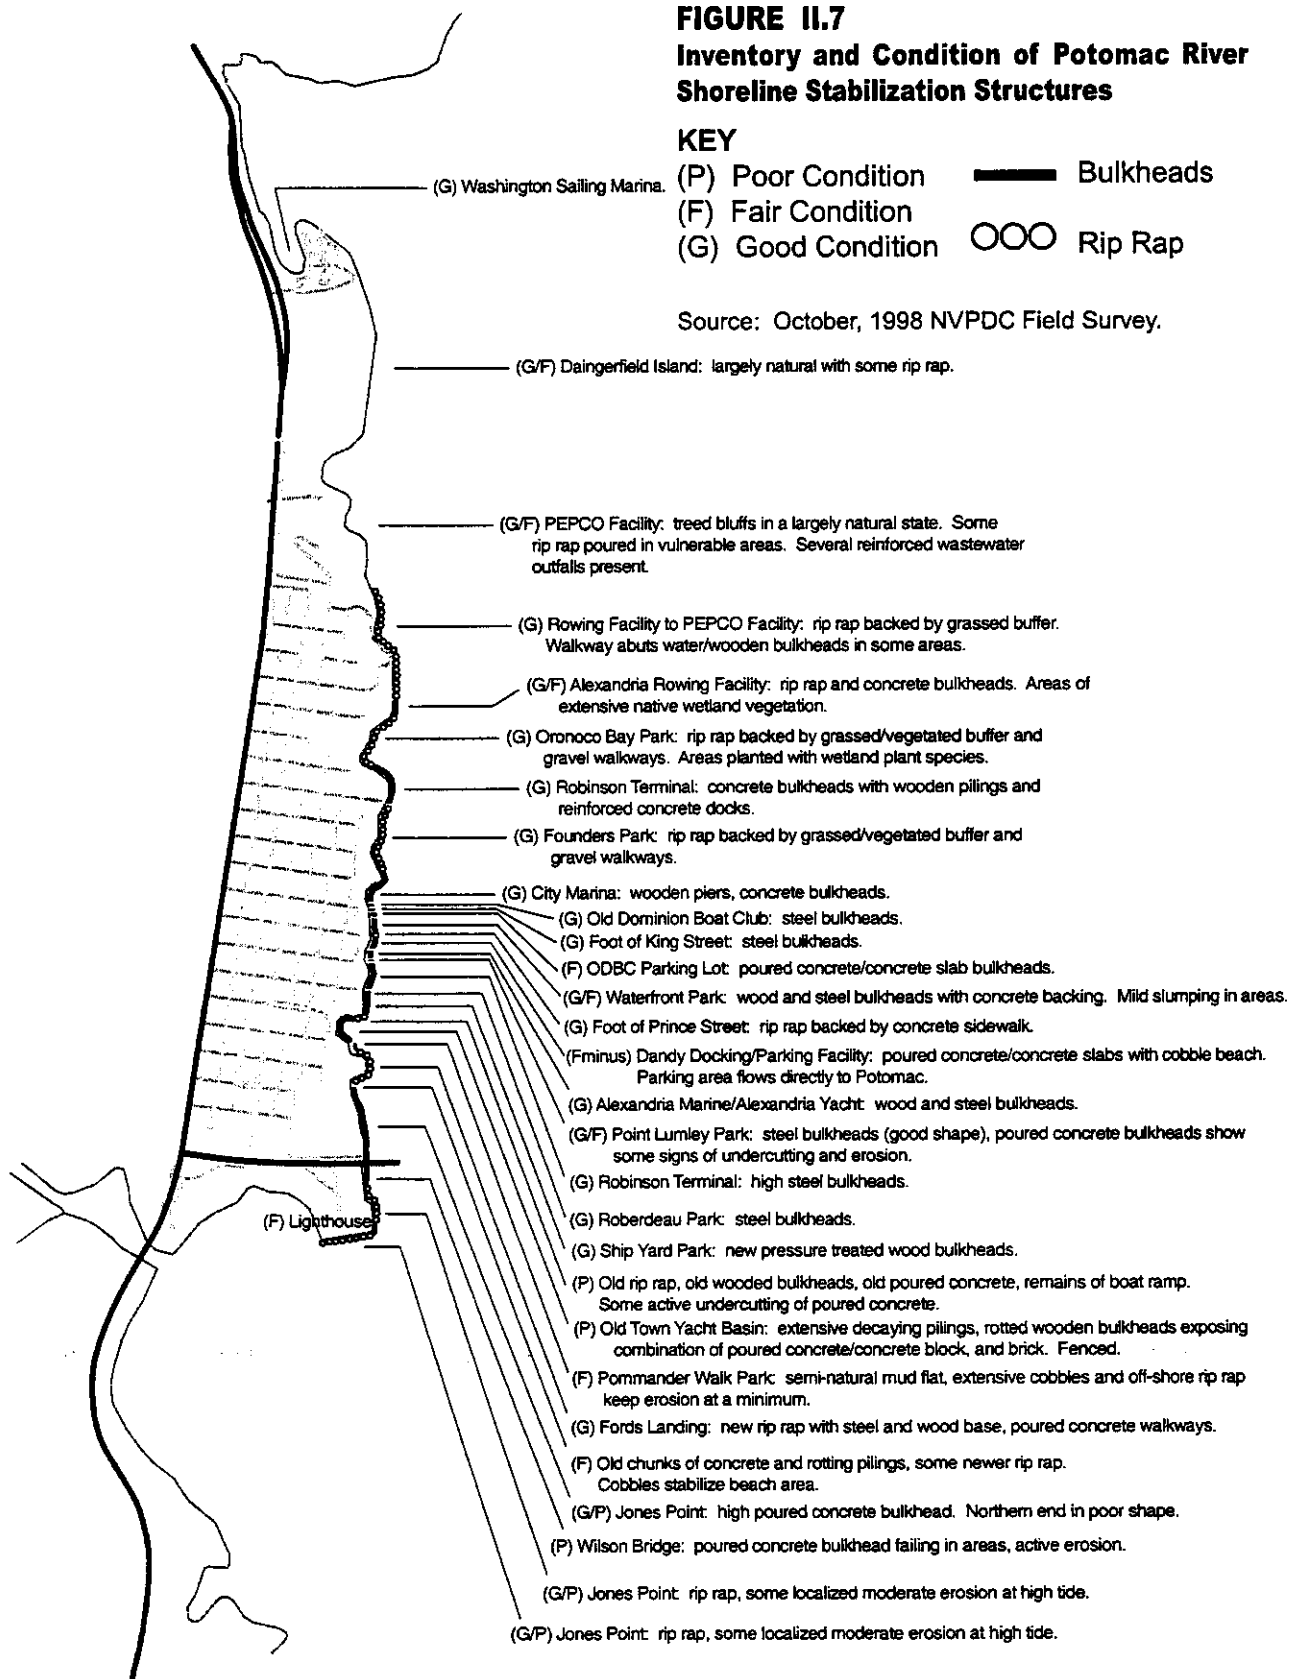 FIGURE II.7
Inventory and Condition of Potomac River
Shoreline Stabilization Structures
KEY
(P) Poor Condition
Bulkheads
(F) Fair Condition
(G) Good Condition
Rip Rap
Source: October, 1998 NVPDC Field Survey.
(G) Washington Sailing Marina.
(G/F) Daingerfield Island: largely natural with some rip rap.
(G/F) PEPCO Facility: treed bluffs in a largely natural state. Some
rip rap poured in vulnerable areas. Several reinforced wastewater
outfalls present.
(G) Rowing Facility to PEPCO Facility: rip rap backed by grassed buffer.
Walkway abuts water/wooden bulkheads in some areas.
(G/F) Alexandria Rowing Facility: rip rap and concrete bulkheads. Areas of
extensive native wetland vegetation.
(G) Oronoco Bay Park: rip rap backed by grassed/vegetated buffer and
gravel walkways. Areas planted with wetland plant species.
(G) Robinson Terminal: concrete bulkheads with wooden pilings and
reinforced concrete docks.
(G) Founders Park: rip rap backed by grassed/vegetated buffer and
gravel walkways.
(G) City Marina: wooden piers, concrete bulkheads.
(G) Old Dominion Boat Club: steel bulkheads.
(G) Foot of King Street: steel bulkheads.
(F) ODBC Parking Lot: poured concrete/concrete slab bulkheads.
(G/F) Waterfront Park: wood and steel bulkheads with concrete backing. Mild slumping in areas.
(G) Foot of Prince Street: rip rap backed by concrete sidewalk.
(Fminus) Dandy Docking/Parking Facility: poured concrete/concrete slabs with cobble beach.
Parking area flows directly to Potomac.
(G) Alexandria Marine/Alexandria Yacht: wood and steel bulkheads.
(G/F) Point Lumley Park: steel bulkheads (good shape), poured concrete bulkheads show
some signs of undercutting and erosion.
(G) Robinson Terminal: high steel bulkheads.
(G) Roberdeau Park: steel bulkheads.
(F) Lighthouse
(G) Ship Yard Park: new pressure treated wood bulkheads.
(P) Old rip rap, old wooded bulkheads, old poured concrete, remains of boat ramp.
Some active undercutting of poured concrete.
(P) Old Town Yacht Basin: extensive decaying pilings, rotted wooden bulkheads exposing
combination of poured concrete/concrete block, and brick. Fenced.
(F) Pommander Walk Park: semi-natural mud flat, extensive cobbles and off-shore rip rap
keep erosion at a minimum.
(G) Fords Landing: new rip rap with steel and wood base, poured concrete walkways.
(F) Old chunks of concrete and rotting pilings, some newer rip rap.
Cobbles stabilize beach area.
(G/P) Jones Point: high poured concrete bulkhead. Northern end in poor shape.
(P) Wilson Bridge: poured concrete bulkhead failing in areas, active erosion.
(G/P) Jones Point: rip rap, some localized moderate erosion at high tide.
(G/P) Jones Point: rip rap, some localized moderate erosion at high tide.